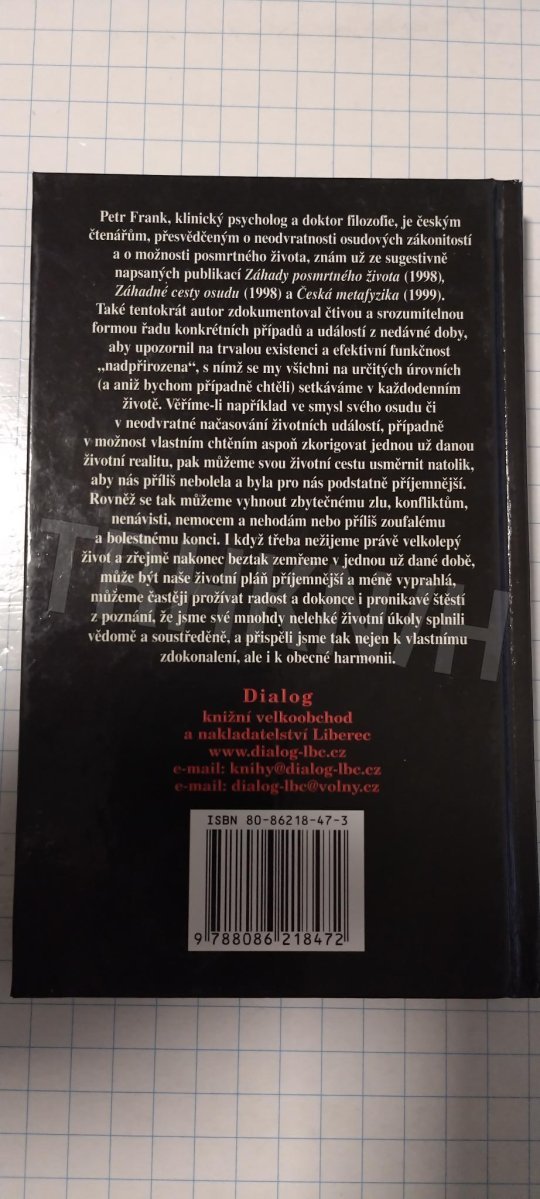 Petr Frank, klinický psycholog a doktor filozofie, je českým
čtenářům, přesvědčeným o neodvratnosti osudových zákonitostí
a o možnosti posmrtného života, znám už ze sugestivně
napsaných publikací Záhady posmrtného života (1998),
Záhadné cesty osudu (1998) a Česká metafyzika (1999).
Také tentokrát autor zdokumentoval čtivou a srozumitelnou
formou řadu konkrétních případů a událostí z nedávné doby,
aby upozornil na trvalou existenci a efektivní funkčnost
„nadpřirozena“, s nímž se my všichni na určitých úrovních
(a aniž bychom případně chtěli) setkáváme v každodenním
životě. Věříme-li například ve smysl svého osudu či
v neodvratné načasování životních událostí, případně
v možnost vlastním chtěním aspoň zkorigovat jednou už danou
životní realitu, pak můžeme svou životní cestu usměrnit natolik,
aby nás příliš nebolela a byla pro nás podstatně příjemnější.
Rovněž se tak můžeme vyhnout zbytečnému zlu, konfliktům,
nenávisti, nemocem a nehodám nebo příliš zoufalému
a bolestnému konci. I když třeba nežijeme právě velkolepý
život a zřejmě nakonec beztak zemřeme v jednou už dané době,
může být naše životní pláň příjemnější a méně vyprahlá,
můžeme častěji prožívat radost a dokonce i pronikavé štěstí
z poznání, že jsme své mnohdy nelehké životní úkoly splnili
vědomě a soustředěně, a přispěli jsme tak nejen k vlastnímu
zdokonalení, ale i k obecné harmonii.
Dialog
knižní velkoobchod
a nakladatelství Liberec
www.dialog-lbc.cz
e-mail: knihy@dialog-lbc.cz
e-mail: dialog-lbc@volny.cz
ISBN 80-86218-47-3
9 788086 218472